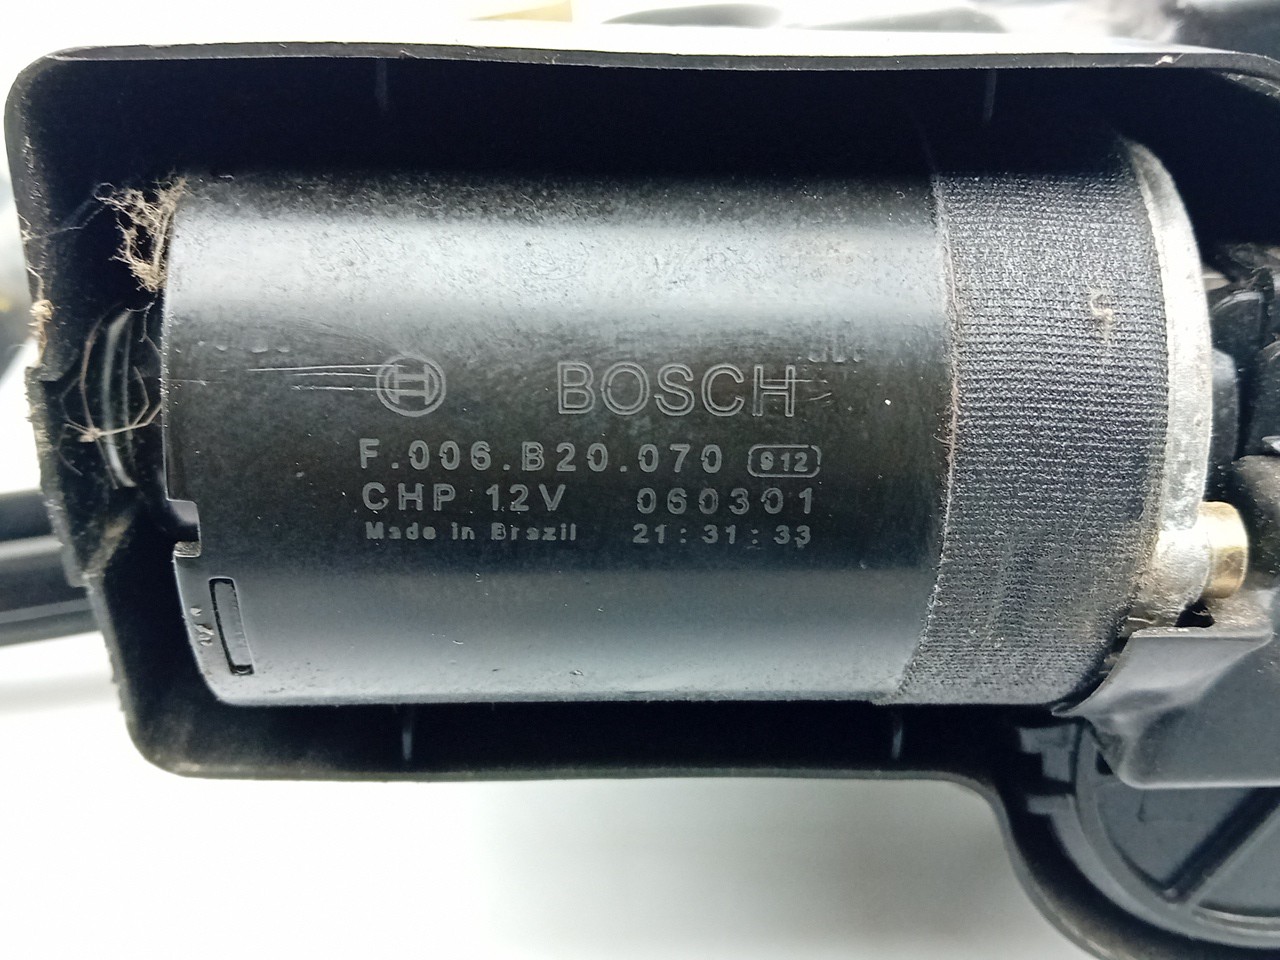 BOSCH
F.006.B20.070 912
CHP 12V 060301
Made in Brazil 21:31:33